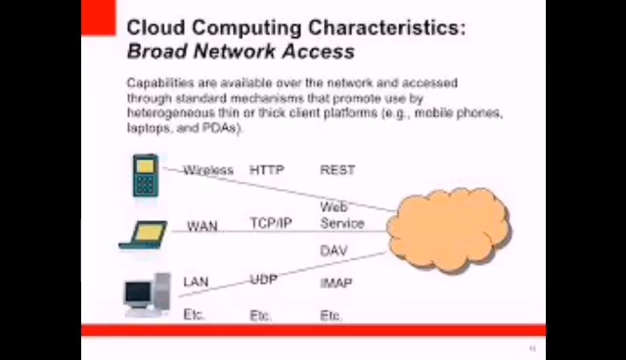 Cloud Computing Characteristics:
Broad Network Access
Capabilities are available over the network and accessed
through standard mechanisms that promote use by
heterogeneous thin or thick client platforms (e.g., mobile phones,
laptops, and PDAs).
Wireless HTTP REST
Web
WAN TCP/IP Service
DAV
LAN UDP IMAP
Etc. Etc. Etc.